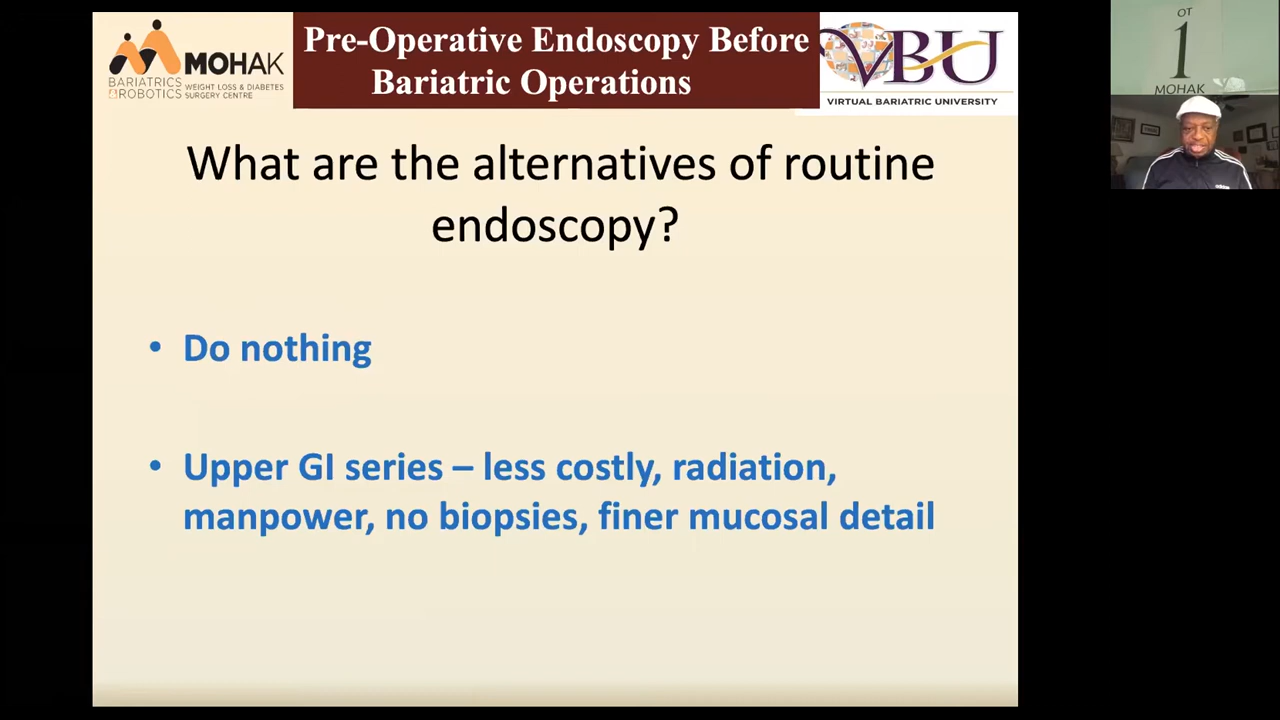 MOHAK
BARIATRICS
& ROBOTICS
WEIGHT LOSS & DIABETES
SURGERY CENTRE
Pre-Operative Endoscopy Before
Bariatric Operations
VBU
VIRTUAL BARIATRIC UNIVERSITY
OT
1
MOHAK
What are the alternatives of routine
endoscopy?
• Do nothing
• Upper GI series – less costly, radiation,
manpower, no biopsies, finer mucosal detail